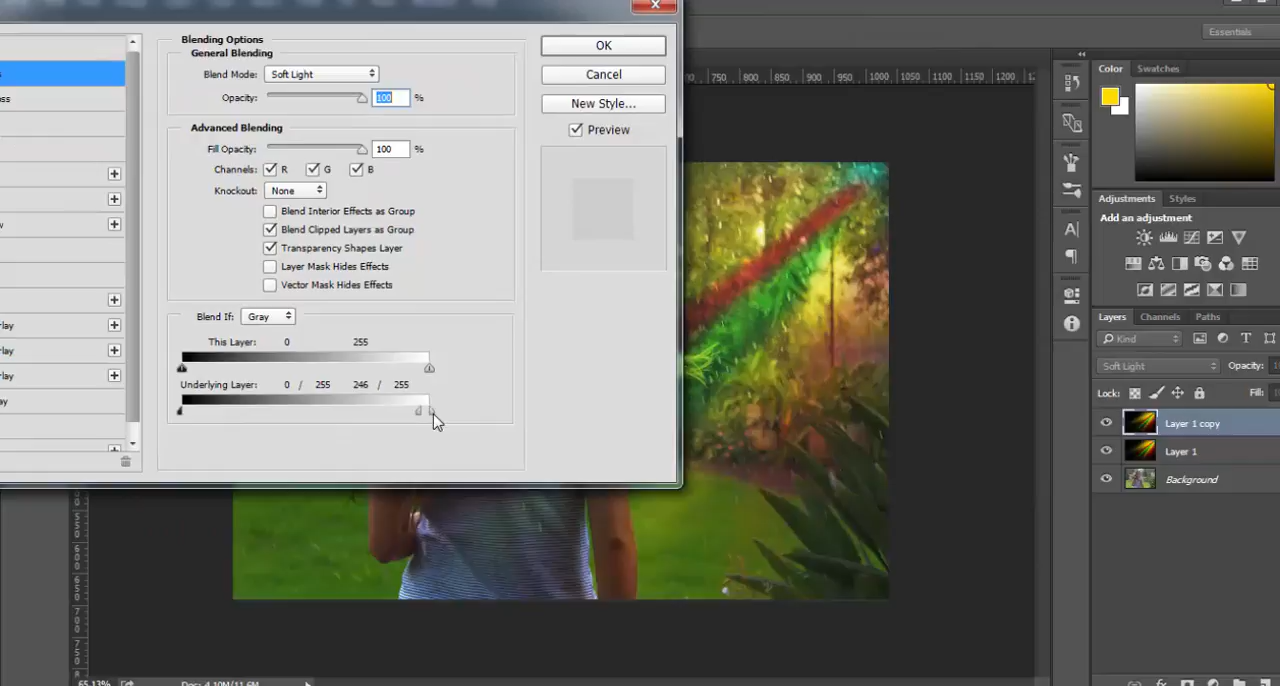 Blending Options
General Blending
Blend Mode: Soft Light
Opacity: 100 %
Advanced Blending
Fill Opacity: 100 %
Channels: R G B
Knockout: None
Blend Interior Effects as Group
Blend Clipped Layers as Group
Transparency Shapes Layer
Layer Mask Hides Effects
Vector Mask Hides Effects
Blend If: Gray
This Layer: 0 255
Underlying Layer: 0 / 255 246 / 255
OK
Cancel
New Style...
Preview
750 800 850 900 950 1000 1050 1100 1150 1200
Essentials
Color Swatches
Adjustments Styles
Add an adjustment
Layers Channels Paths
Kind
Soft Light Opacity:
Lock: Fill:
Layer 1 copy
Layer 1
Background